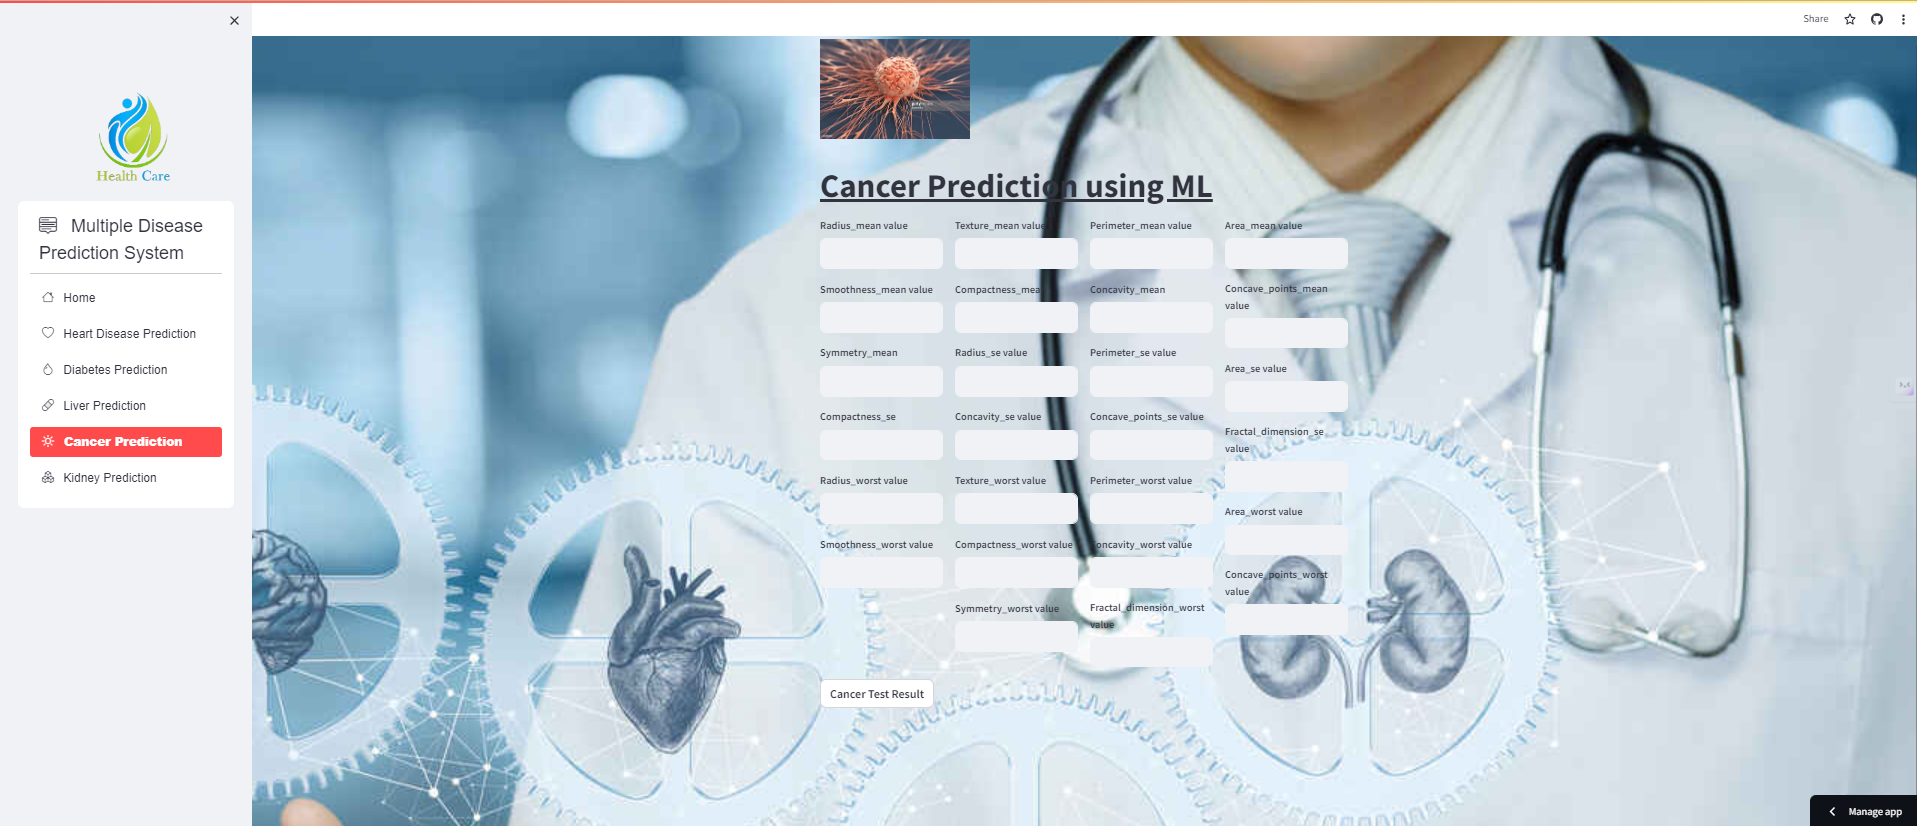 Share
Health Care
Multiple Disease
Prediction System
Home
Heart Disease Prediction
Diabetes Prediction
Liver Prediction
Cancer Prediction
Kidney Prediction
Cancer Prediction using ML
Radius_mean value
Texture_mean value
Perimeter_mean value
Area_mean value
Smoothness_mean value
Compactness_mean
Concavity_mean
Concave_points_mean
value
Symmetry_mean
Radius_se value
Perimeter_se value
Area_se value
Compactness_se
Concavity_se value
Concave_points_se value
Fractal_dimension_se
value
Radius_worst value
Texture_worst value
Perimeter_worst value
Area_worst value
Smoothness_worst value
Compactness_worst value
Concavity_worst value
Concave_points_worst
value
Symmetry_worst value
Fractal_dimension_worst
value
Cancer Test Result
Manage app